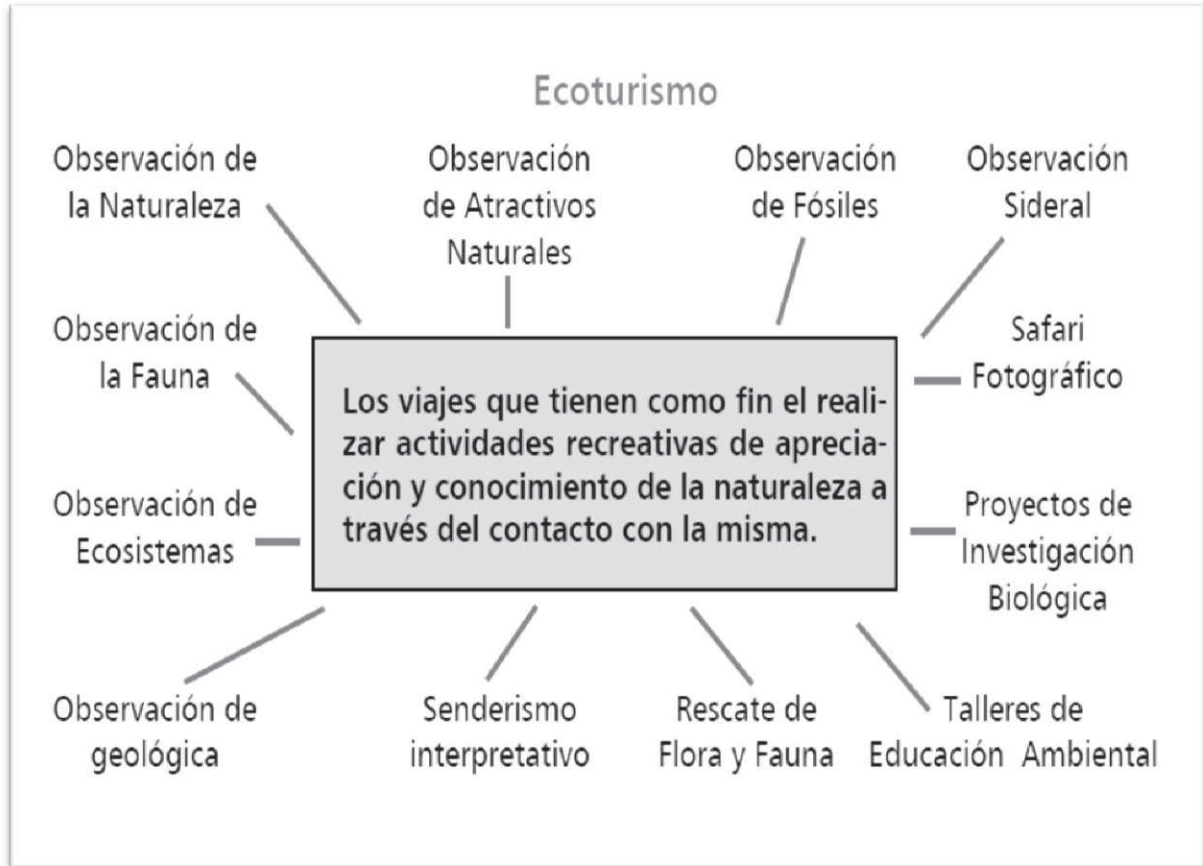 Ecoturismo
Observación de
la Naturaleza
Observación
de Atractivos
Naturales
Observación
de Fósiles
Observación
Sideral
Observación de
la Fauna
Safari
Fotográfico
Los viajes que tienen como fin el reali-
zar actividades recreativas de aprecia-
ción y conocimiento de la naturaleza a
través del contacto con la misma.
Observación de
Ecosistemas
Proyectos de
Investigación
Biológica
Observación de
geológica
Senderismo
interpretativo
Rescate de
Flora y Fauna
Talleres de
Educación Ambiental